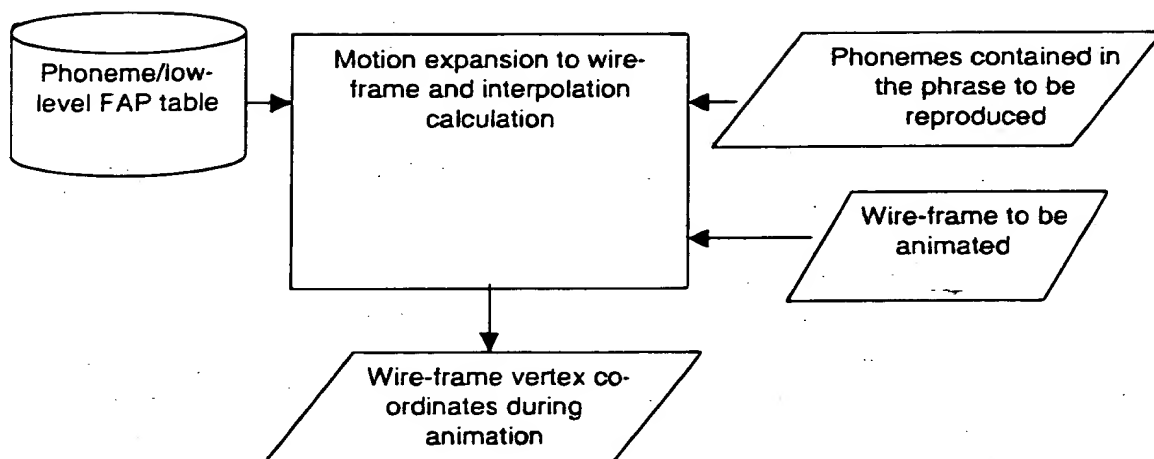 Phoneme/low-
level FAP table
Motion expansion to wire-
frame and interpolation
calculation
Phonemes contained in
the phrase to be
reproduced
Wire-frame to be
animated
Wire-frame vertex co-
ordinates during
animation